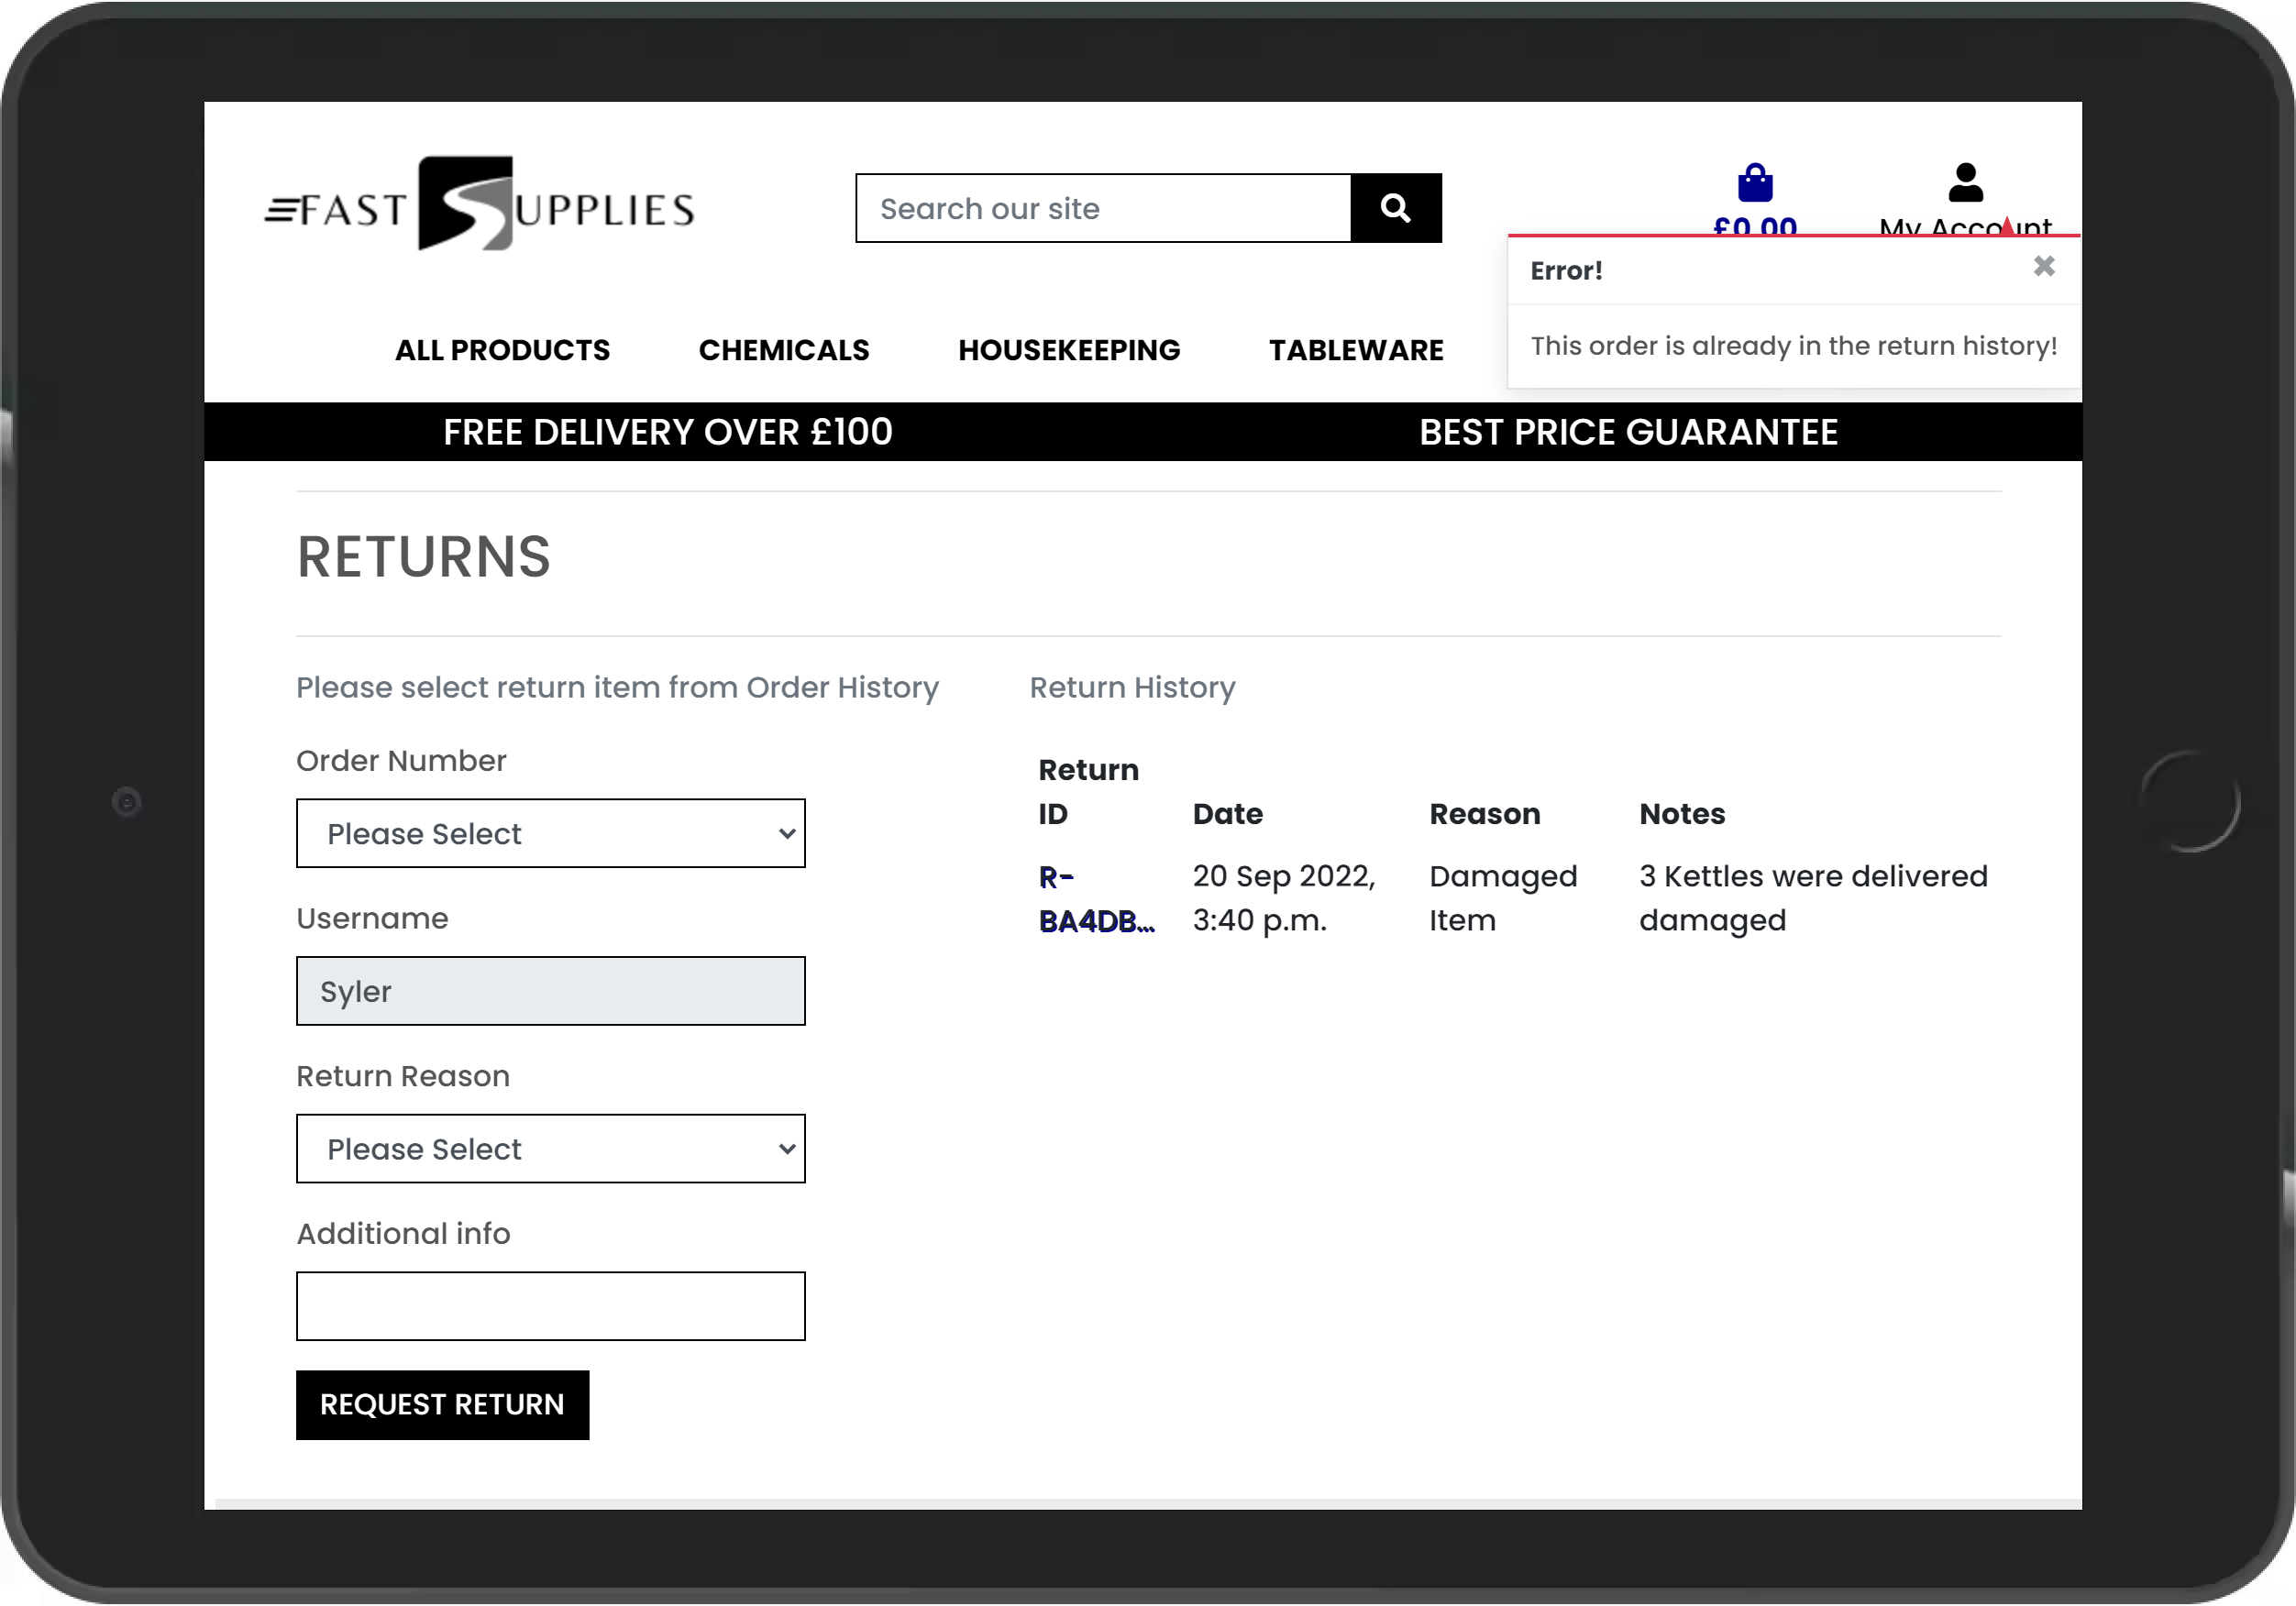 FAST SUPPLIES
Search our site
£0.00
My Account
Error!
This order is already in the return history!
ALL PRODUCTS CHEMICALS HOUSEKEEPING TABLEWARE
FREE DELIVERY OVER £100 BEST PRICE GUARANTEE
RETURNS
Please select return item from Order History
Order Number
Please Select
Username
Syler
Return Reason
Please Select
Additional info
REQUEST RETURN
Return History
Return
ID Date Reason Notes
R- 20 Sep 2022, Damaged 3 Kettles were delivered
BA4DB... 3:40 p.m. Item damaged